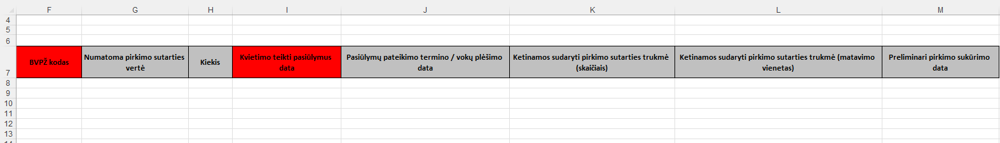 F G H I J K L M
4
5
6
7
BVPŽ kodas
Numatoma pirkimo sutarties
vertė
Kiekis
Kvietimo teikti pasiūlymus
data
Pasiūlymų pateikimo termino / vokų plėšimo
data
Ketinamos sudaryti pirkimo sutarties trukmė
(skaičiais)
Ketinamos sudaryti pirkimo sutarties trukmė (matavimo
vienetas)
Preliminari pirkimo sukūrimo
data
8
9
10
11
12
13